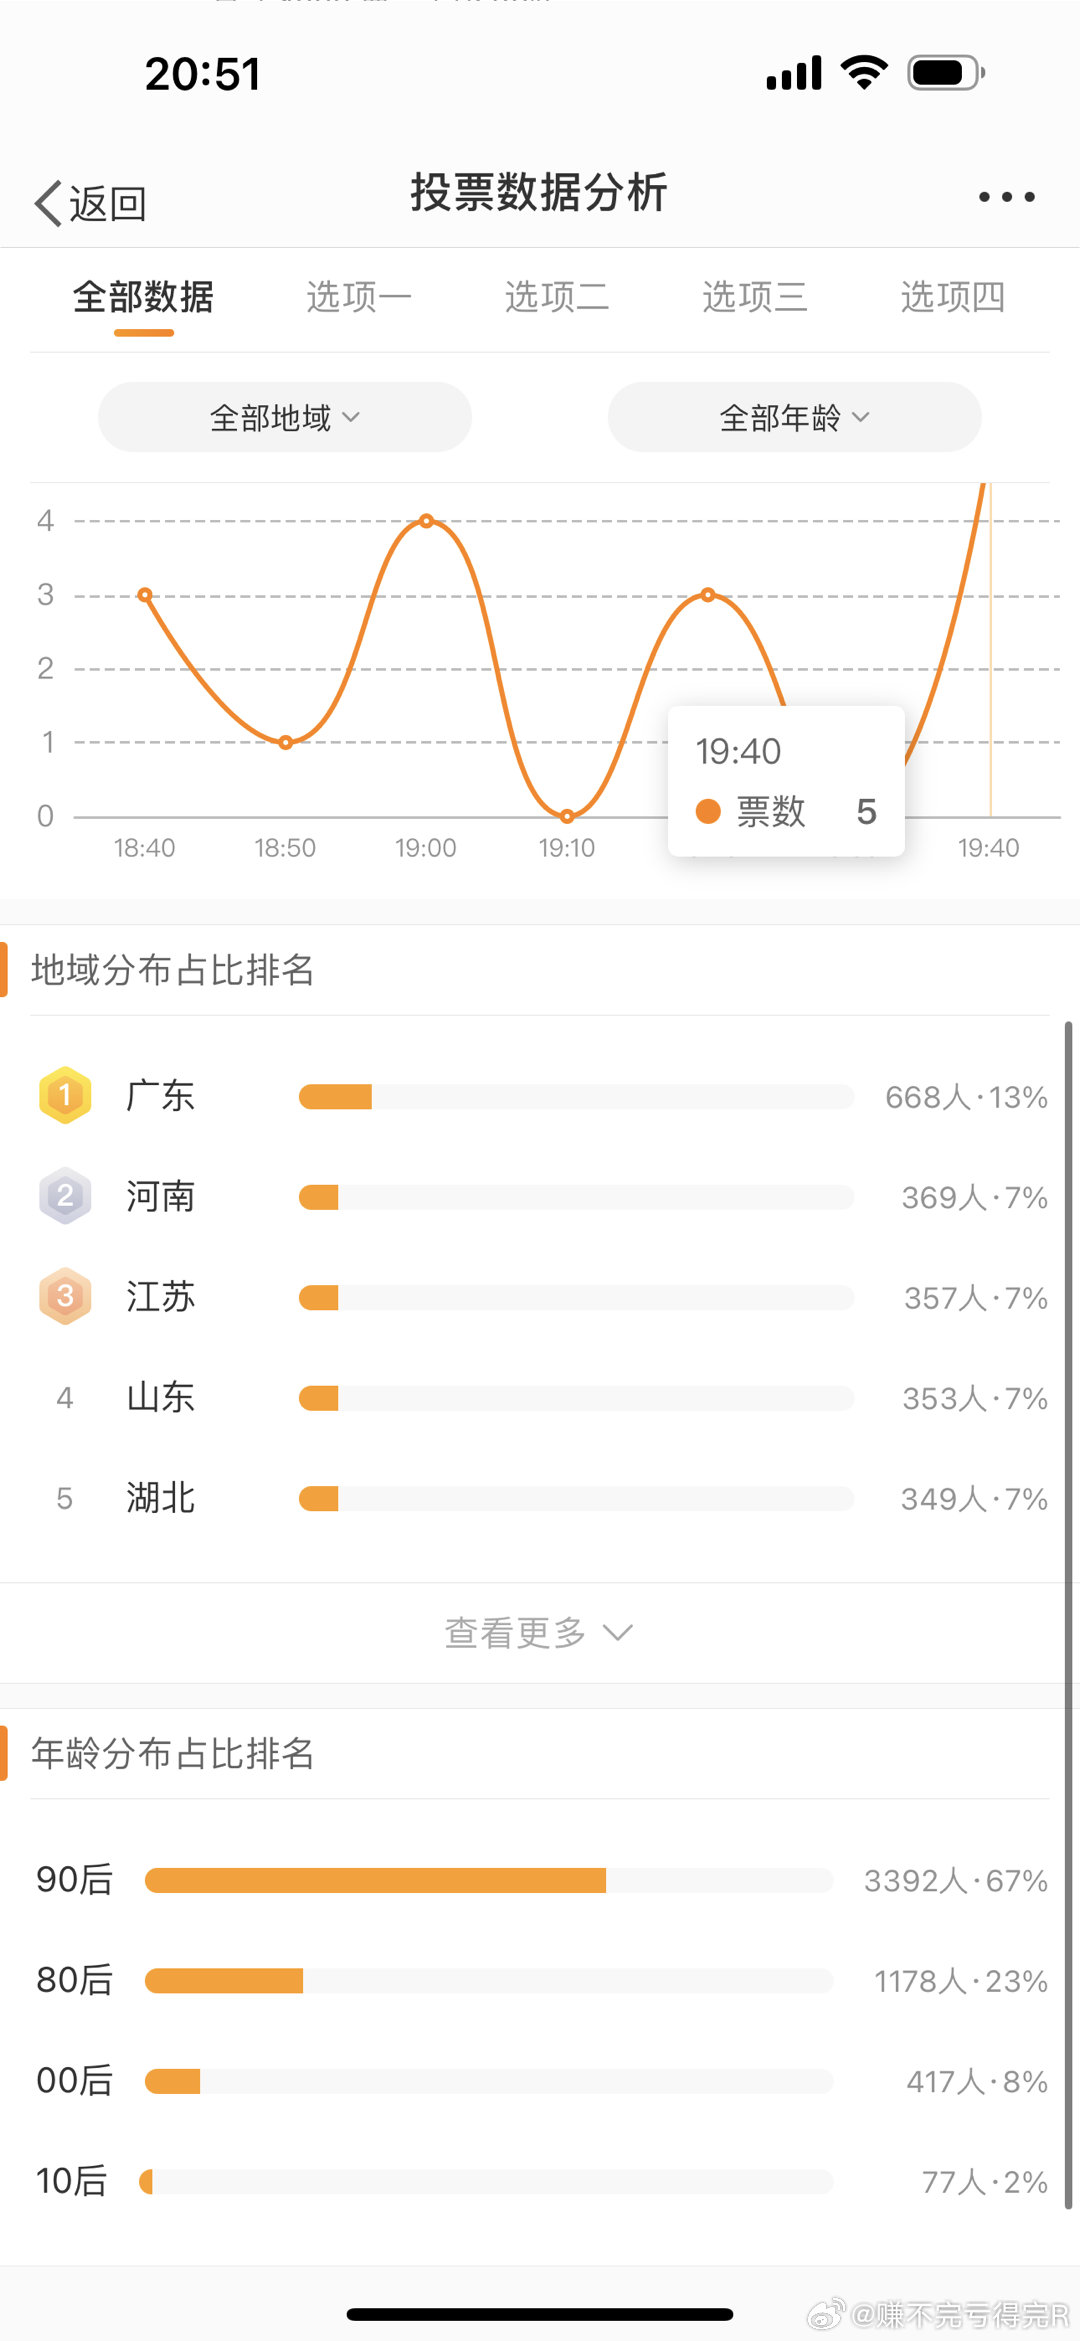 20:51
返回
投票数据分析
全部数据 选项一 选项二 选项三 选项四
全部地域 全部年龄
4
3
2
1
0
19:40
票数 5
18:40 18:50 19:00 19:10 19:40
地域分布占比排名
1 广东 668人·13%
2 河南 369人·7%
3 江苏 357人·7%
4 山东 353人·7%
5 湖北 349人·7%
查看更多
年龄分布占比排名
90后 3392人·67%
80后 1178人·23%
00后 417人·8%
10后 77人·2%
@赚不完亏得完R